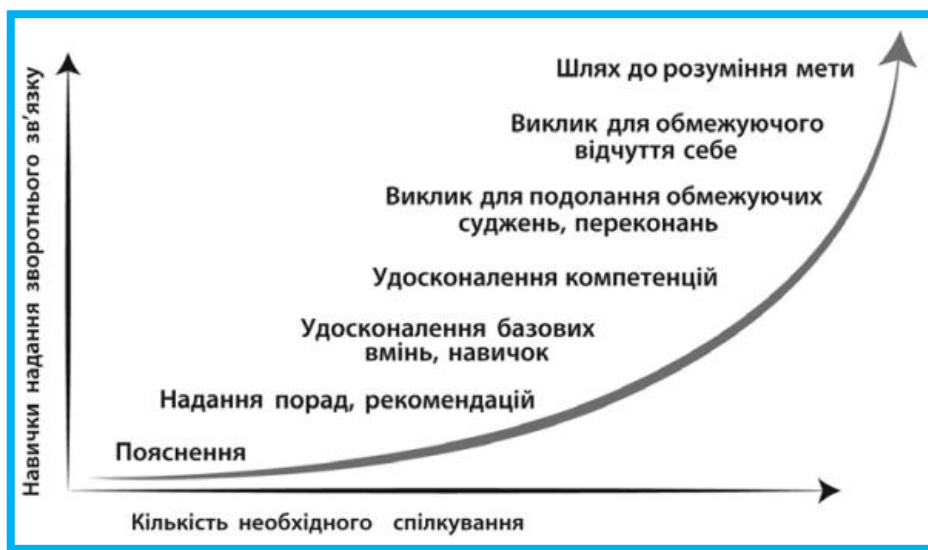 Навички надання зворотнього зв’язку
Шлях до розуміння мети
Виклик для обмежуючого
відчуття себе
Виклик для подолання обмежуючих
суджень, переконань
Удосконалення компетенцій
Удосконалення базових
вмінь, навичок
Надання порад, рекомендацій
Пояснення
Кількість необхідного спілкування